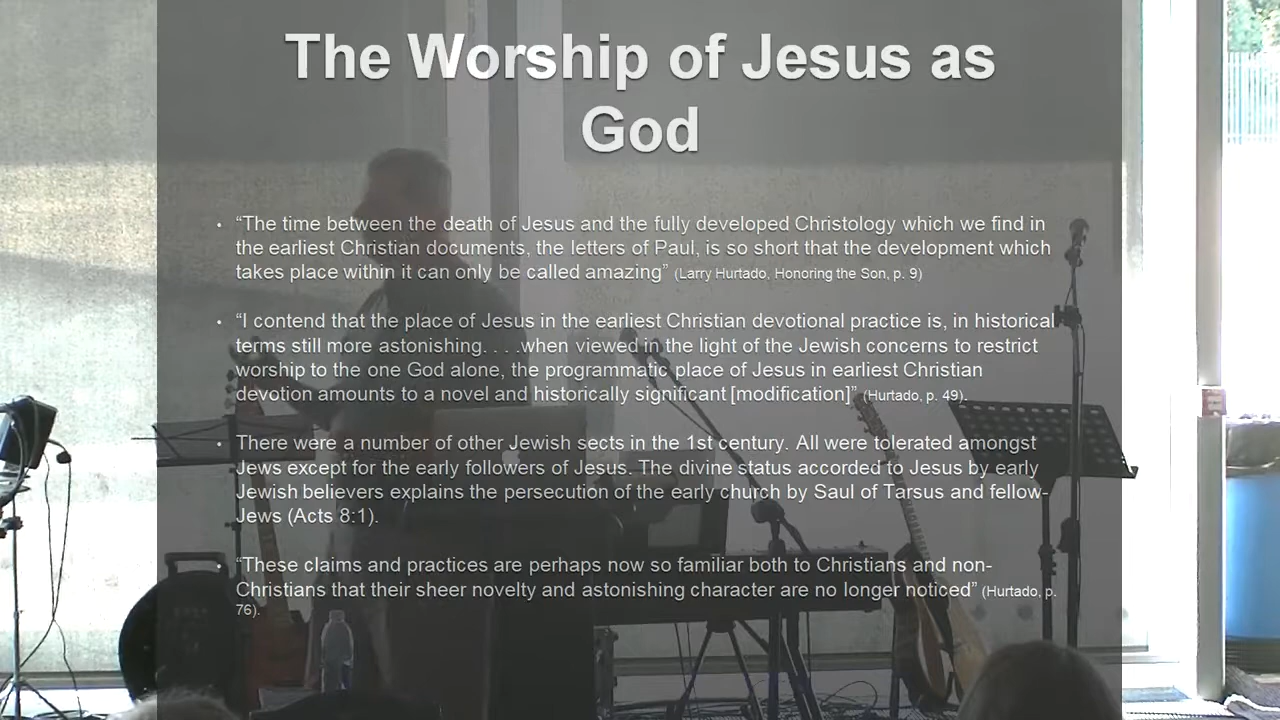 The Worship of Jesus as
God
• “The time between the death of Jesus and the fully developed Christology which we find in
the earliest Christian documents, the letters of Paul, is so short that the development which
takes place within it can only be called amazing” (Larry Hurtado, Honoring the Son, p. 9)
• “I contend that the place of Jesus in the earliest Christian devotional practice is, in historical
terms still more astonishing. . . .when viewed in the light of the Jewish concerns to restrict
worship to the one God alone, the programmatic place of Jesus in earliest Christian
devotion amounts to a novel and historically significant [modification]” (Hurtado, p. 49).
• There were a number of other Jewish sects in the 1st century. All were tolerated amongst
Jews except for the early followers of Jesus. The divine status accorded to Jesus by early
Jewish believers explains the persecution of the early church by Saul of Tarsus and fellow-
Jews (Acts 8:1).
• “These claims and practices are perhaps now so familiar both to Christians and non-
Christians that their sheer novelty and astonishing character are no longer noticed” (Hurtado, p.
76).